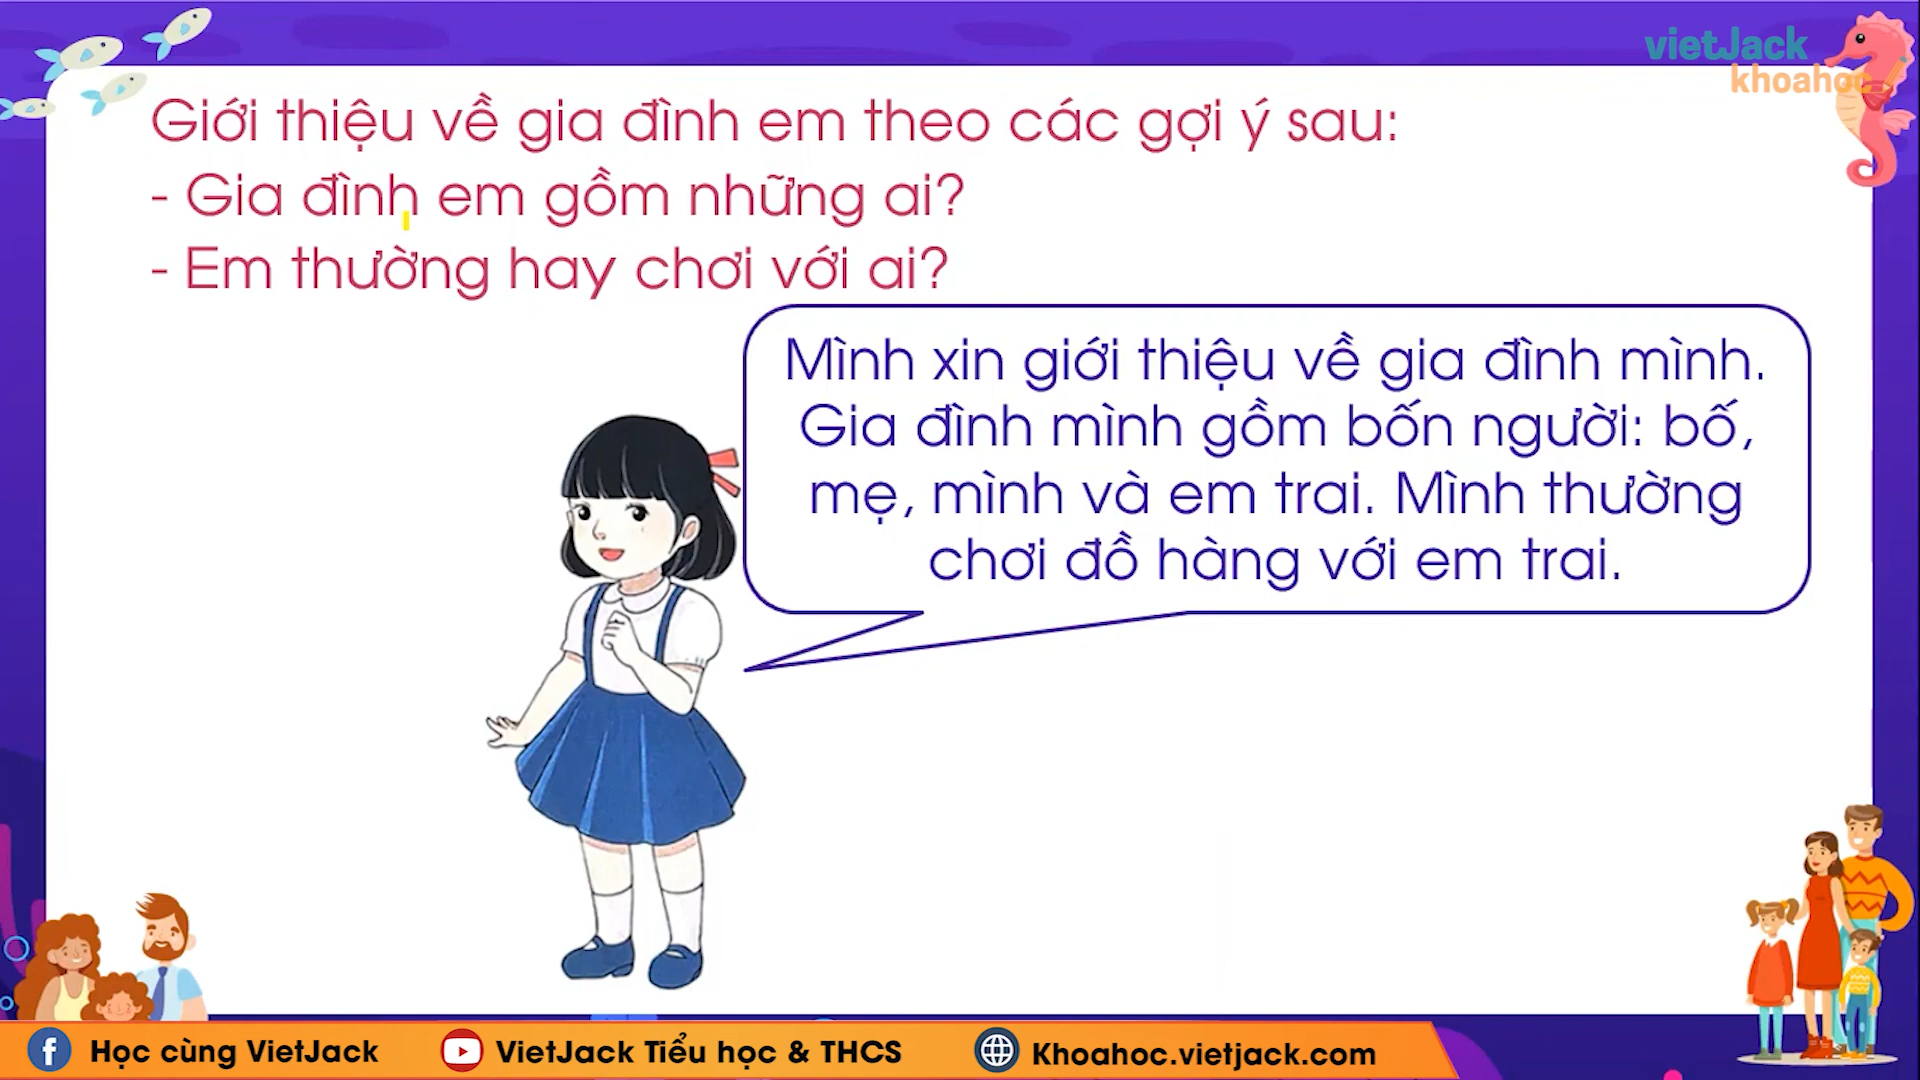 vietJack
khoahoc
Giới thiệu về gia đình em theo các gợi ý sau:
- Gia đình em gồm những ai?
- Em thường hay chơi với ai?
Mình xin giới thiệu về gia đình mình.
Gia đình mình gồm bốn người: bố,
mẹ, mình và em trai. Mình thường
chơi đồ hàng với em trai.
Học cùng VietJack
VietJack Tiểu học & THCS
Khoahoc.vietjack.com